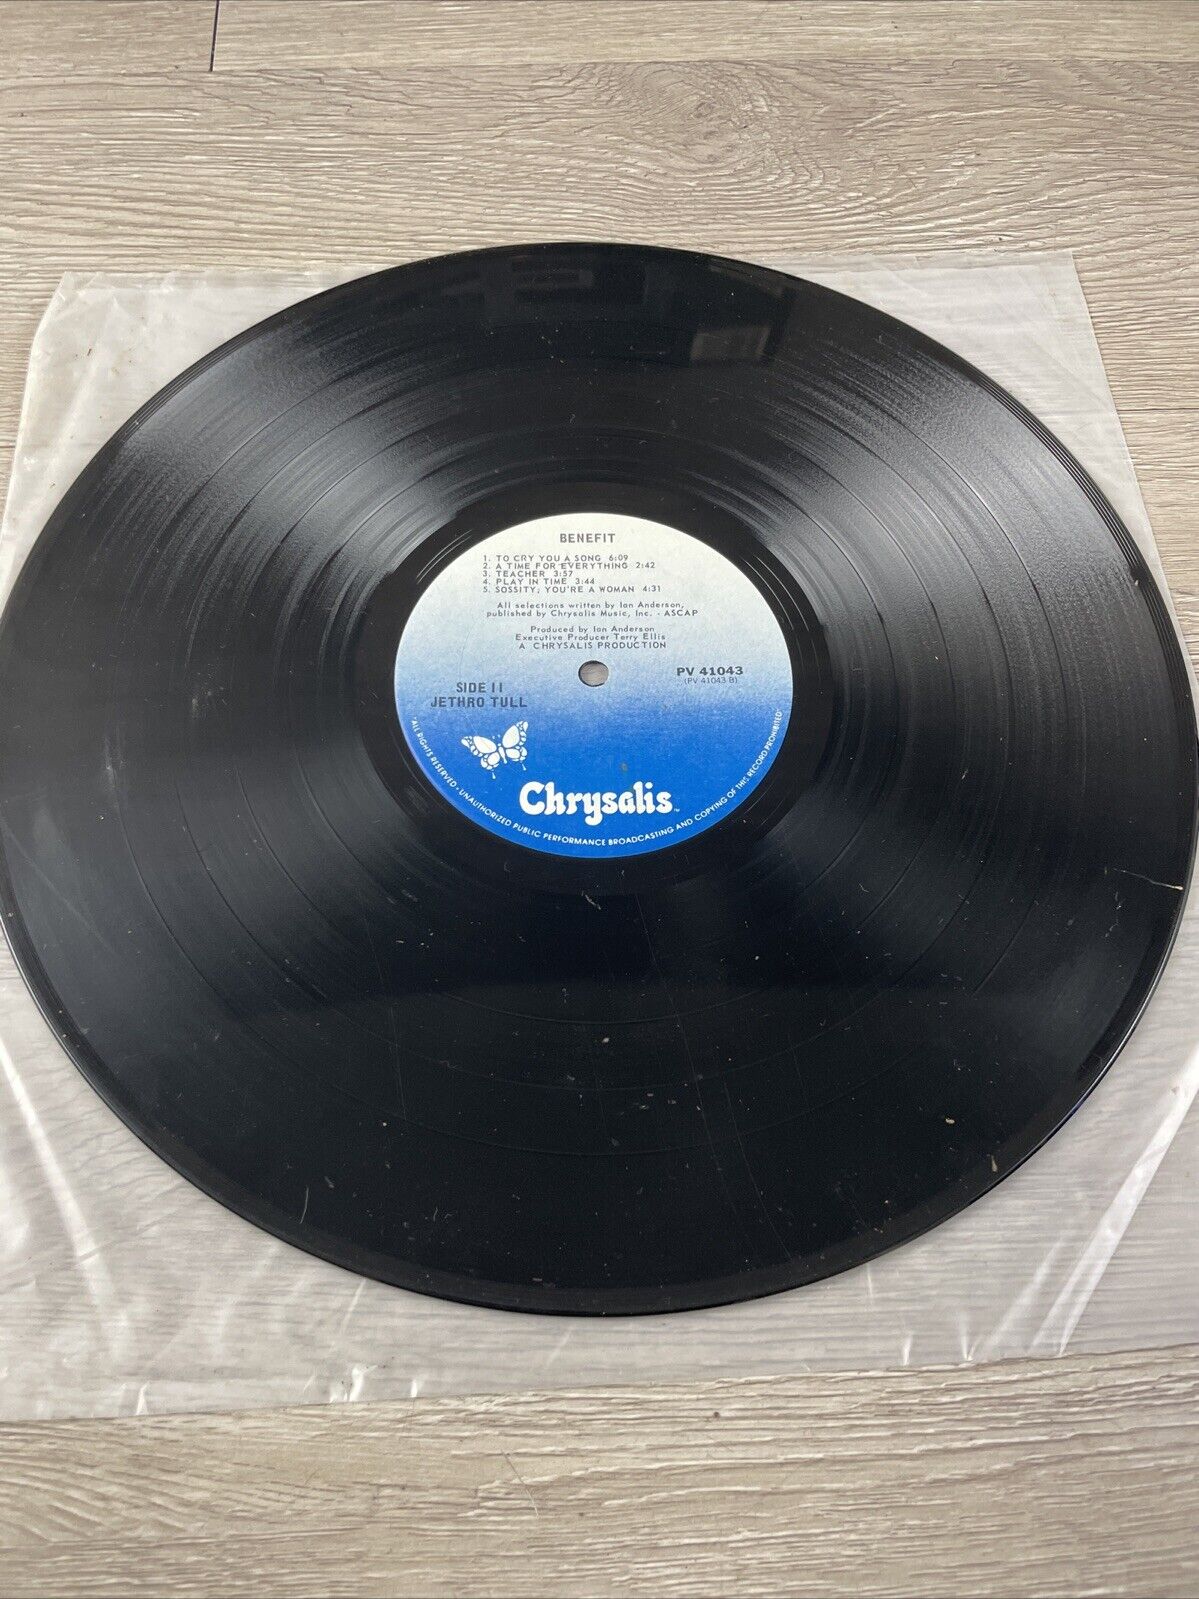 BENEFIT
1. TO CRY YOU A SONG 6:09
2. A TIME FOR EVERYTHING 2:42
3. TEACHER 3:57
4. PLAY IN TIME 3:44
5. SOSSITY; YOU'RE A WOMAN 4:31
All selections written by Ian Anderson,
published by Chrysalis Music, Inc. - ASCAP
Produced by Ian Anderson
Executive Producer Terry Ellis
A CHRYSALIS PRODUCTION
PV 41043
(PV 41043 B)
SIDE II
JETHRO TULL
Chrysalis™
ALL RIGHTS RESERVED • UNAUTHORIZED PUBLIC PERFORMANCE BROADCASTING AND COPYING OF THIS RECORD PROHIBITED